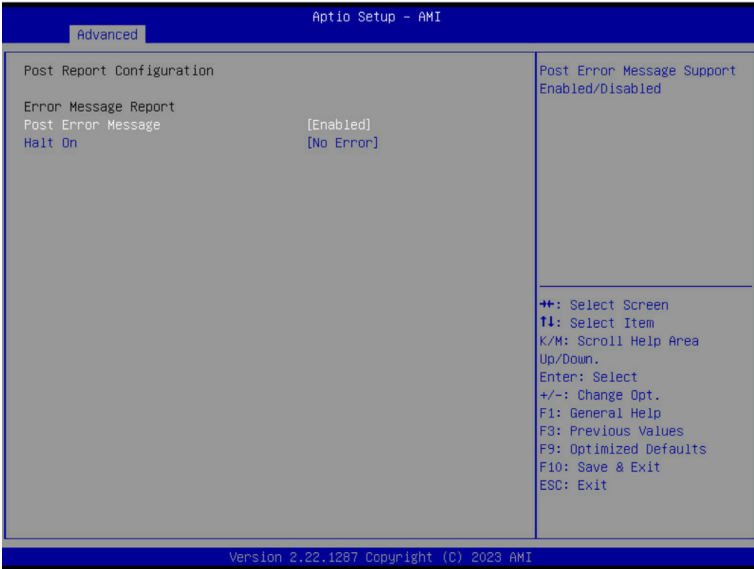 Aptio Setup – AMI
Advanced
Post Report Configuration
Error Message Report
Post Error Message [Enabled]
Halt On [No Error]
Post Error Message Support
Enabled/Disabled
→←: Select Screen
↑↓: Select Item
K/M: Scroll Help Area
Up/Down.
Enter: Select
+/-: Change Opt.
F1: General Help
F3: Previous Values
F9: Optimized Defaults
F10: Save & Exit
ESC: Exit
Version 2.22.1287 Copyright (C) 2023 AMI